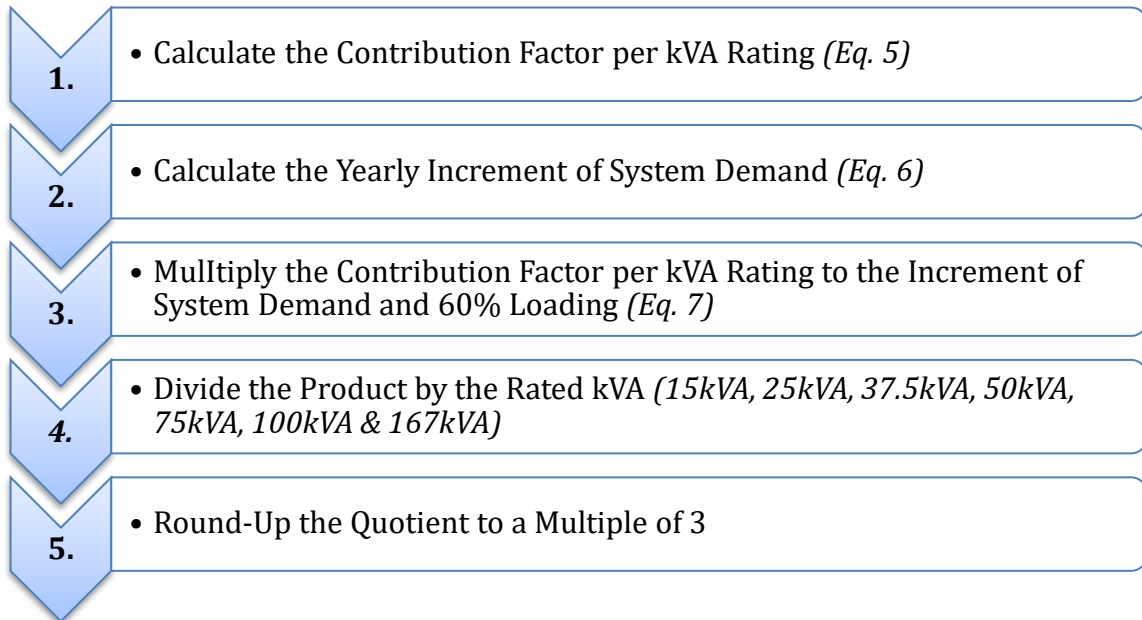 1.
• Calculate the Contribution Factor per kVA Rating (Eq. 5)
2.
• Calculate the Yearly Increment of System Demand (Eq. 6)
3.
• MulItiply the Contribution Factor per kVA Rating to the Increment of
System Demand and 60% Loading (Eq. 7)
4.
• Divide the Product by the Rated kVA (15kVA, 25kVA, 37.5kVA, 50kVA,
75kVA, 100kVA & 167kVA)
5.
• Round-Up the Quotient to a Multiple of 3